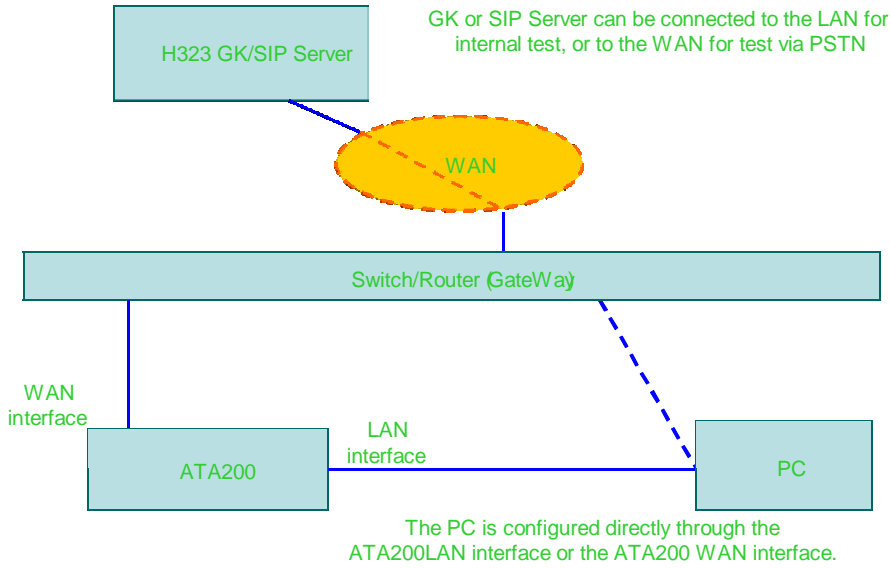 GK or SIP Server can be connected to the LAN for
internal test, or to the WAN for test via PSTN
H323 GK/SIP Server
WAN
Switch/Router (GateWay)
WAN
interface
LAN
interface
ATA200
PC
The PC is configured directly through the
ATA200LAN interface or the ATA200 WAN interface.